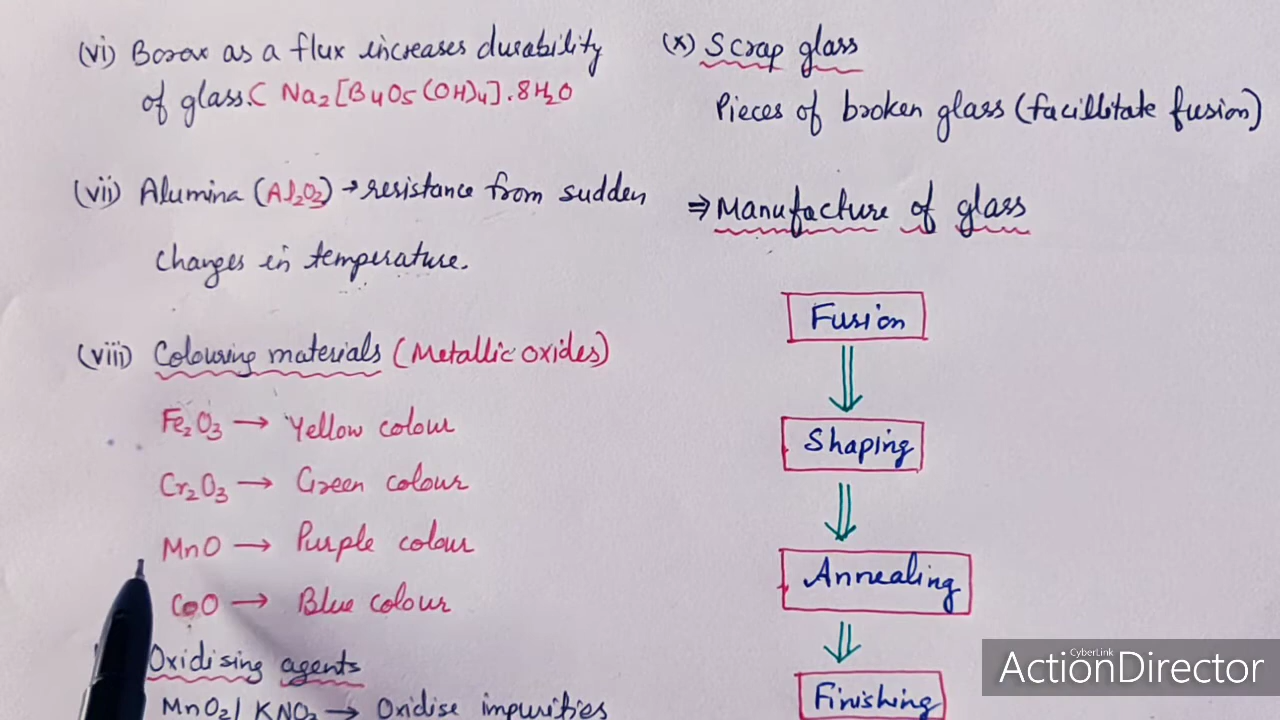 (vi) Borax as a flux increases durability
of glass.( Na2[B4O5(OH)4].8H2O
(vii) Alumina (Al2O3) → resistance from sudden
changes in temperature.
(viii) Colouring materials (Metallic oxides)
Fe2O3 → Yellow colour
Cr2O3 → Green colour
MnO → Purple colour
CoO → Blue colour
Oxidising agents
MnO2/ KNO3 → Oxidise impurities
(x) Scrap glass
Pieces of broken glass (facillitate fusion)
⇒ Manufacture of glass
Fusion
Shaping
Annealing
Finishing
CyberLink
ActionDirector